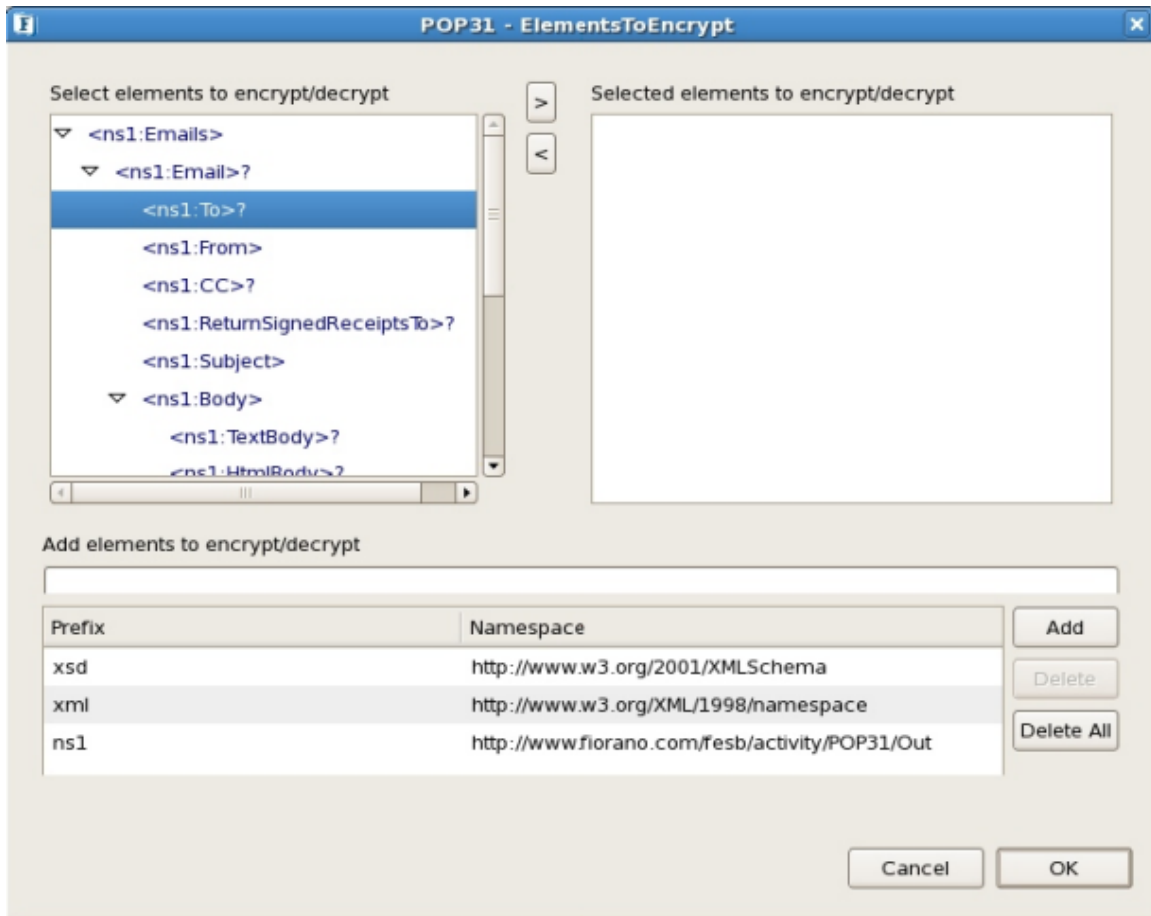 POP31 - ElementsToEncrypt
Select elements to encrypt/decrypt
>
<
Selected elements to encrypt/decrypt
<ns1:Emails>
<ns1:Email>?
<ns1:To>?
<ns1:From>
<ns1:CC>?
<ns1:ReturnSignedReceiptsTo>?
<ns1:Subject>
<ns1:Body>
<ns1:TextBody>?
<ns1:HtmlBody>?
Add elements to encrypt/decrypt
Prefix Namespace
xsd http://www.w3.org/2001/XMLSchema
xml http://www.w3.org/XML/1998/namespace
ns1 http://www.fiorano.com/fesb/activity/POP31/Out
Add
Delete
Delete All
Cancel OK